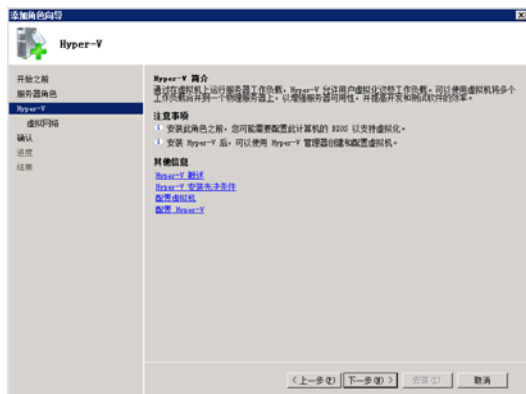 添加角色向导
Hyper-V
开始之前
服务器角色
Hyper-V
虚拟网络
确认
进度
结果
Hyper-V 简介
通过在虚拟机上运行服务器工作负载，Hyper-V 允许用户虚拟化这些工作负载。可以使用虚拟机将多个
工作负载合并到一个物理服务器上，以增强服务器可用性，并提高开发和测试软件的效率。
注意事项
安装此角色之前，您可能需要配置此计算机的 BIOS 以支持虚拟化。
安装 Hyper-V 后，可以使用 Hyper-V 管理器创建和配置虚拟机。
其他信息
Hyper-V 概述
Hyper-V 安装先决条件
配置虚拟机
配置 Hyper-V
< 上一步(P) 下一步(N) > 安装(I) 取消